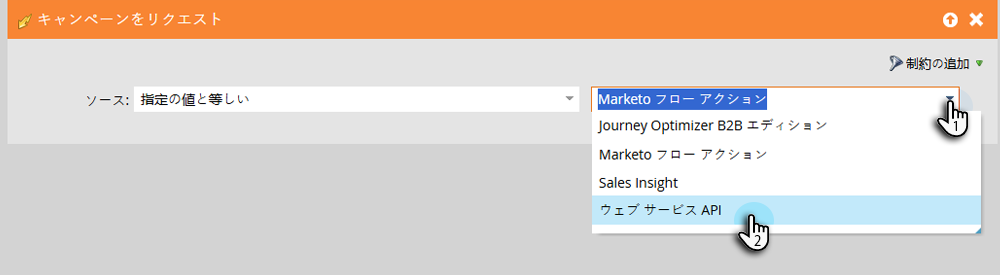 キャンペーンをリクエスト
制約の追加
ソース: 指定の値と等しい Marketo フロー アクション
1
Journey Optimizer B2B エディション
Marketo フロー アクション
Sales Insight
ウェブ サービス API
2